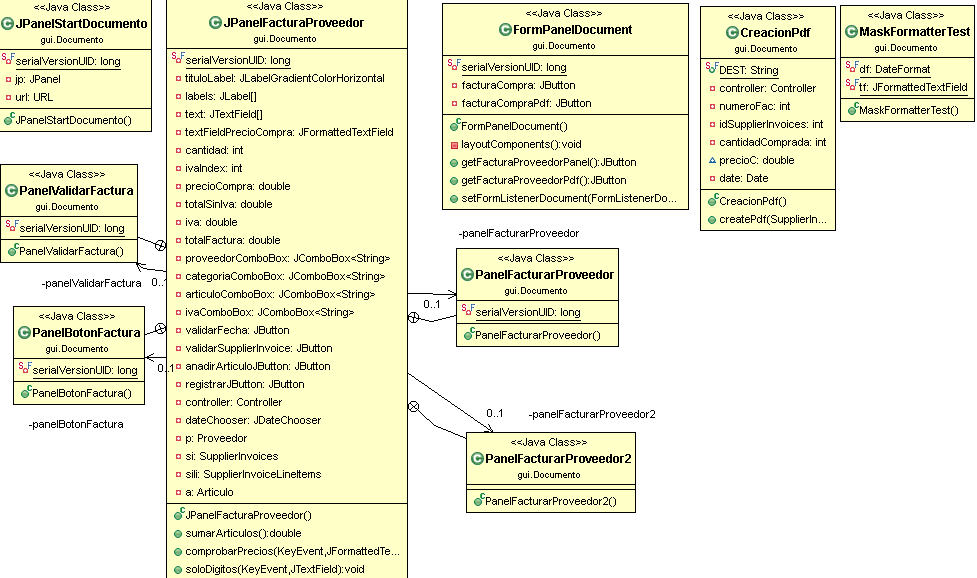 <<Java Class>>
JPanelStartDocumento
gui.Documento
serialVersionUID: long
jp: JPanel
url: URL
JPanelStartDocumento()
<<Java Class>>
PanelValidarFactura
gui.Documento
serialVersionUID: long
PanelValidarFactura()
-panelValidarFactura
0..1
<<Java Class>>
PanelBotonFactura
gui.Documento
serialVersionUID: long
PanelBotonFactura()
0..1
-panelBotonFactura
<<Java Class>>
JPanelFacturaProveedor
gui.Documento
serialVersionUID: long
tituloLabel: JLabelGradientColorHorizontal
labels: JLabel[]
text: JTextField[]
textFieldPrecioCompra: JFormattedTextField
cantidad: int
ivaIndex: int
precioCompra: double
totalSinIva: double
iva: double
totalFactura: double
proveedorComboBox: JComboBox<String>
categoriaComboBox: JComboBox<String>
articuloComboBox: JComboBox<String>
ivaComboBox: JComboBox<String>
validarFecha: JButton
validarSupplierInvoice: JButton
anadirArticuloJButton: JButton
registrarJButton: JButton
controller: Controller
dateChooser: JDateChooser
p: Proveedor
si: SupplierInvoices
sili: SupplierInvoiceLineItems
a: Articulo
JPanelFacturaProveedor()
sumarArticulos():double
comprobarPrecios(KeyEvent,JFormattedTe...
soloDigitos(KeyEvent,JTextField):void
<<Java Class>>
FormPanelDocument
gui.Documento
serialVersionUID: long
facturaCompra: JButton
facturaCompraPdf: JButton
FormPanelDocument()
layoutComponents():void
getFacturaProveedorPanel():JButton
getFacturaProveedorPdf():JButton
setFormListenerDocument(FormListenerDo...
-panelFacturarProveedor
0..1
<<Java Class>>
PanelFacturarProveedor
gui.Documento
serialVersionUID: long
PanelFacturarProveedor()
0..1
-panelFacturarProveedor2
<<Java Class>>
PanelFacturarProveedor2
gui.Documento
PanelFacturarProveedor2()
<<Java Class>>
CreacionPdf
gui.Documento
DEST: String
controller: Controller
numeroFac: int
idSupplierInvoices: int
cantidadComprada: int
precioC: double
date: Date
CreacionPdf()
createPdf(SupplierIn...
<<Java Class>>
MaskFormatterTest
gui.Documento
df: DateFormat
tf: JFormattedTextField
MaskFormatterTest()